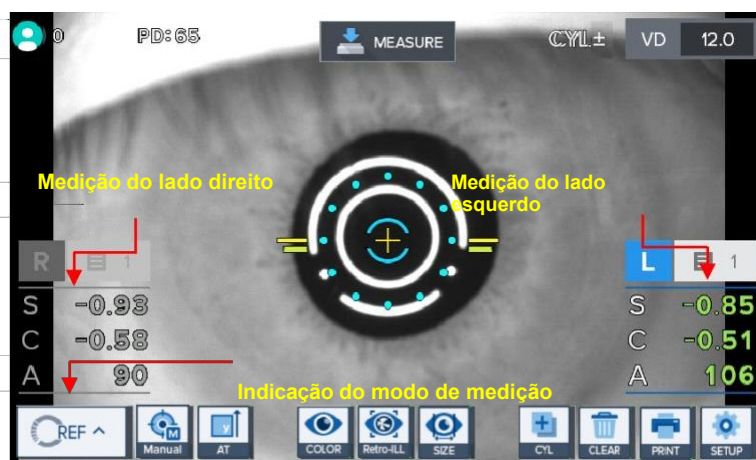 0 PD:65 MEASURE CYL± VD 12.0
Medição do lado direito
Medição do lado
esquerdo
R 1
L 1
S -0.93
C -0.58
A 90
S -0.85
C -0.51
A 106
Indicação do modo de medição
REF ^ M Manual y AT COLOR Retro-ILL SIZE CYL CLEAR PRINT SETUP